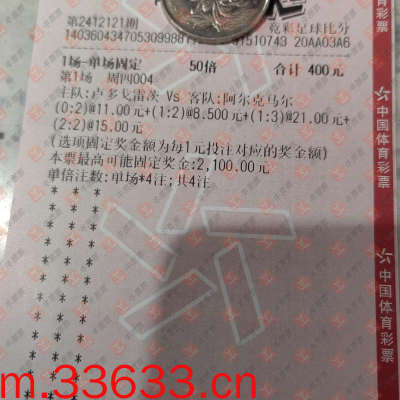 第2412121期
竞彩足球比分
14036043470530998817
51510743 20AA03A6
1场-单场固定 50倍 合计 400元
第1场 周四004
主队:卢多戈雷茨 Vs 客队:阿尔克马尔
(0:2)@11.00元+(1:2)@8.500元+(1:3)@21.00元+
(2:2)@15.00元
(选项固定奖金额为每1元投注对应的奖金额)
本票最高可能固定奖金:2,100.00元
单倍注数:单场*4注;共4注
中国体育彩票
中国体育彩票
体育彩票
m.33633.cn